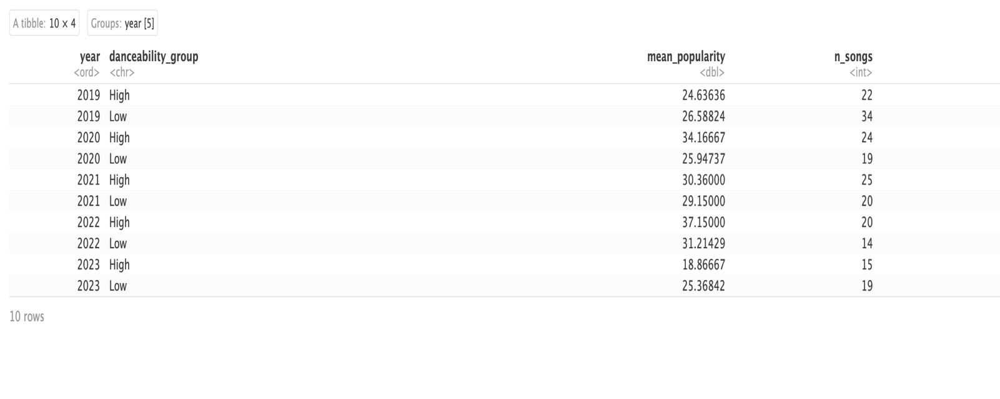 A tibble: 10 × 4 Groups: year [5]
year danceability_group mean_popularity n_songs
<ord> <chr> <dbl> <int>
2019 High 24.63636 22
2019 Low 26.58824 34
2020 High 34.16667 24
2020 Low 25.94737 19
2021 High 30.36000 25
2021 Low 29.15000 20
2022 High 37.15000 20
2022 Low 31.21429 14
2023 High 18.86667 15
2023 Low 25.36842 19
10 rows